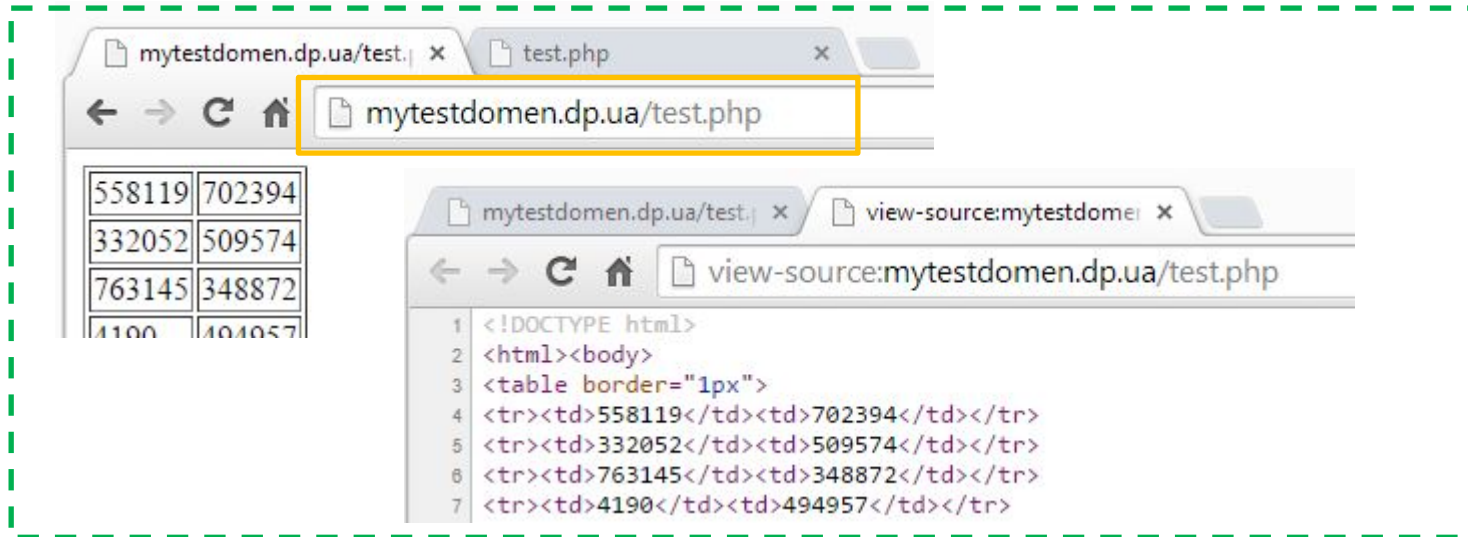 mytestdomen.dp.ua/test.
test.php
mytestdomen.dp.ua/test.php
558119 702394
332052 509574
763145 348872
4190 494957
mytestdomen.dp.ua/test.
view-source:mytestdome
view-source:mytestdomen.dp.ua/test.php
1 <!DOCTYPE html>
2 <html><body>
3 <table border="1px">
4 <tr><td>558119</td><td>702394</td></tr>
5 <tr><td>332052</td><td>509574</td></tr>
6 <tr><td>763145</td><td>348872</td></tr>
7 <tr><td>4190</td><td>494957</td></tr>